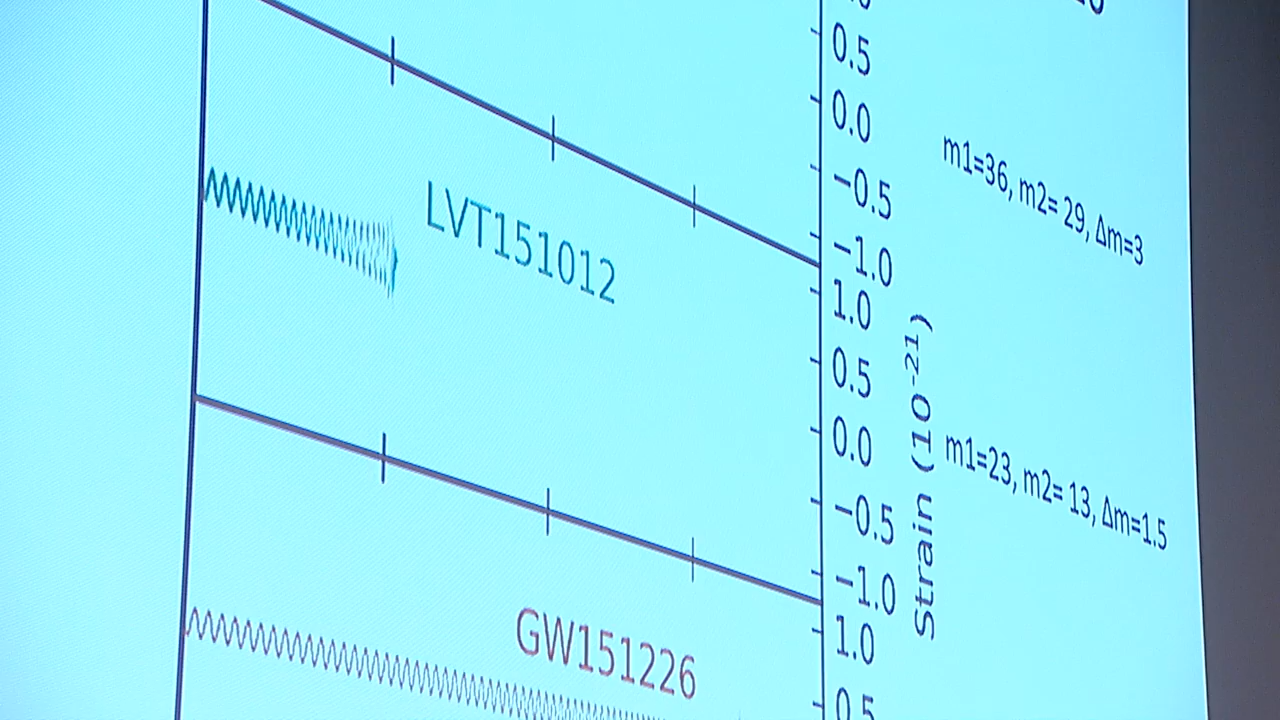 0.5
0.0
−0.5
−1.0
m1=36, m2= 29, Δm=3
LVT151012
1.0
0.5
0.0
−0.5
−1.0
Strain (10⁻²¹)
m1=23, m2= 13, Δm=1.5
GW151226
1.0
0.5